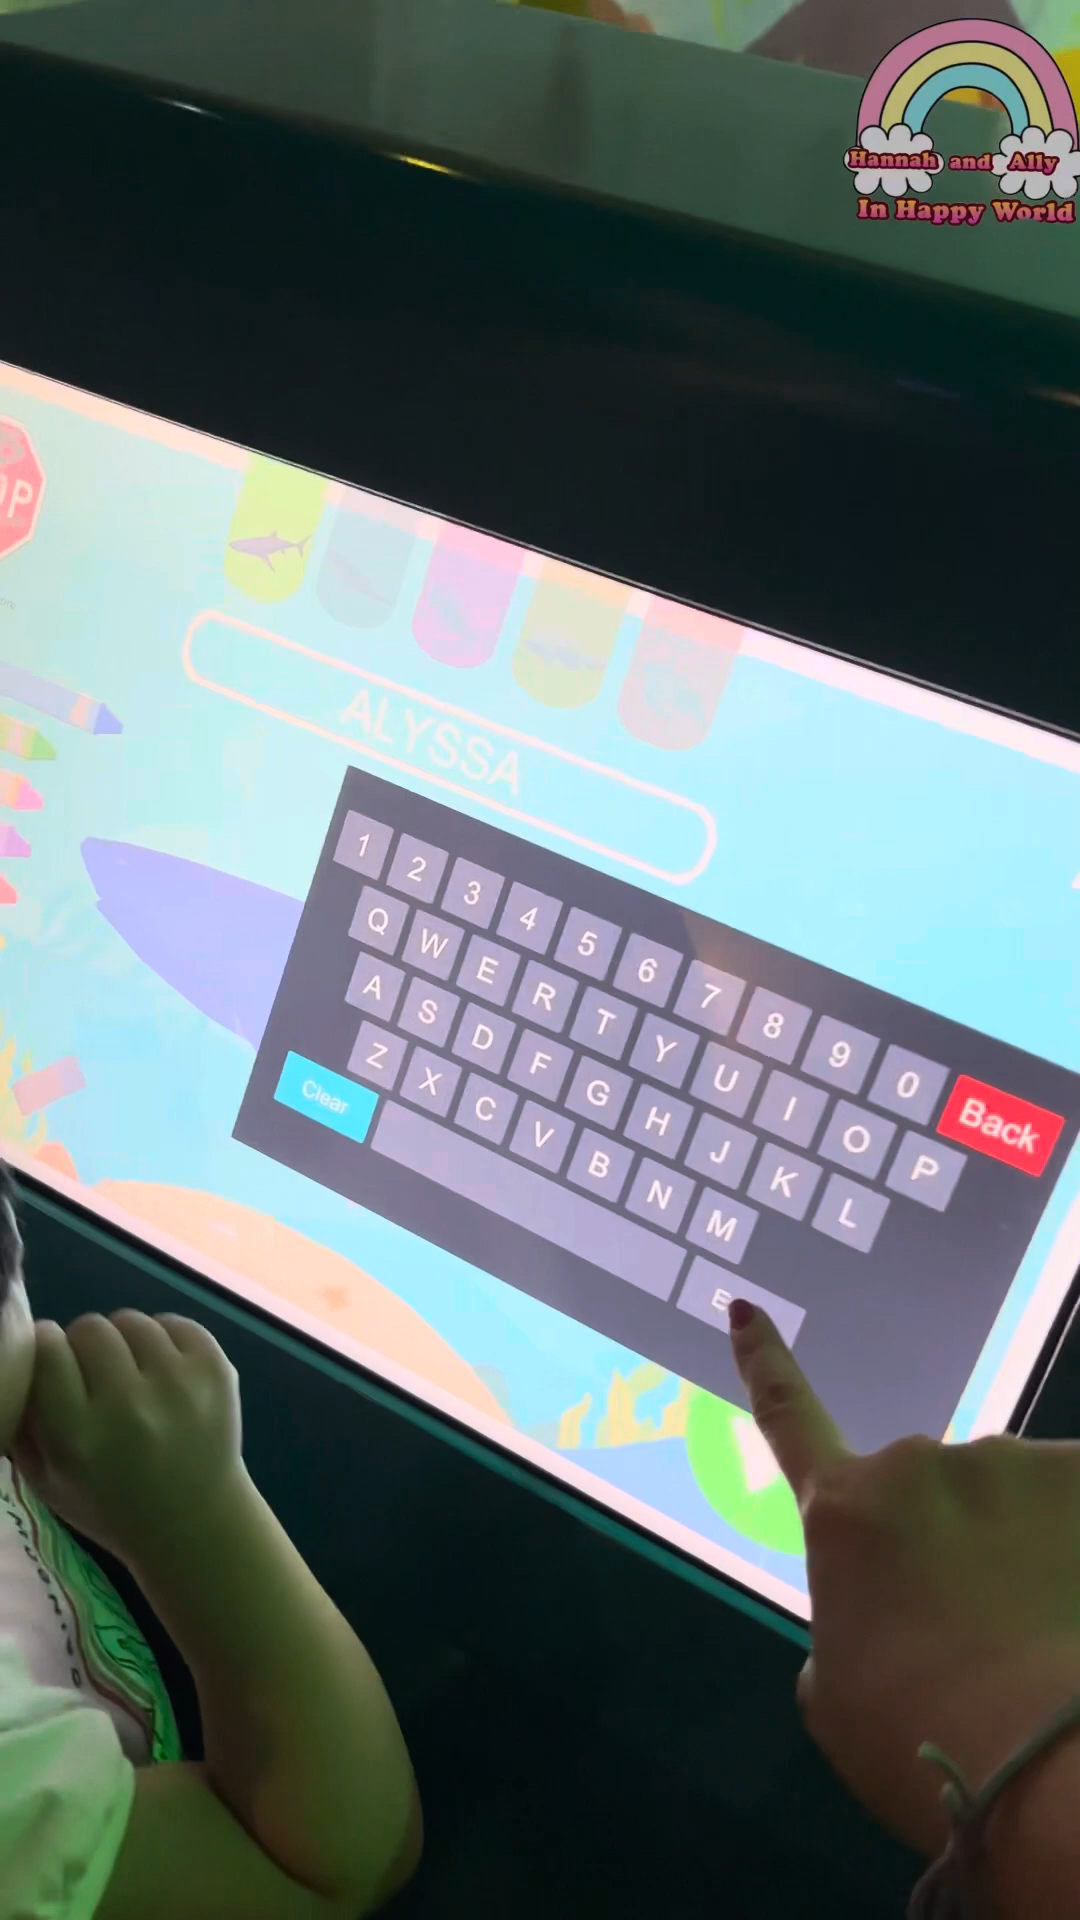 Hannah and Ally
In Happy World
ALYSSA
1 2 3 4 5 6 7 8 9 0 Back
Q W E R T Y U I O P
A S D F G H J K L
Z X C V B N M
Clear